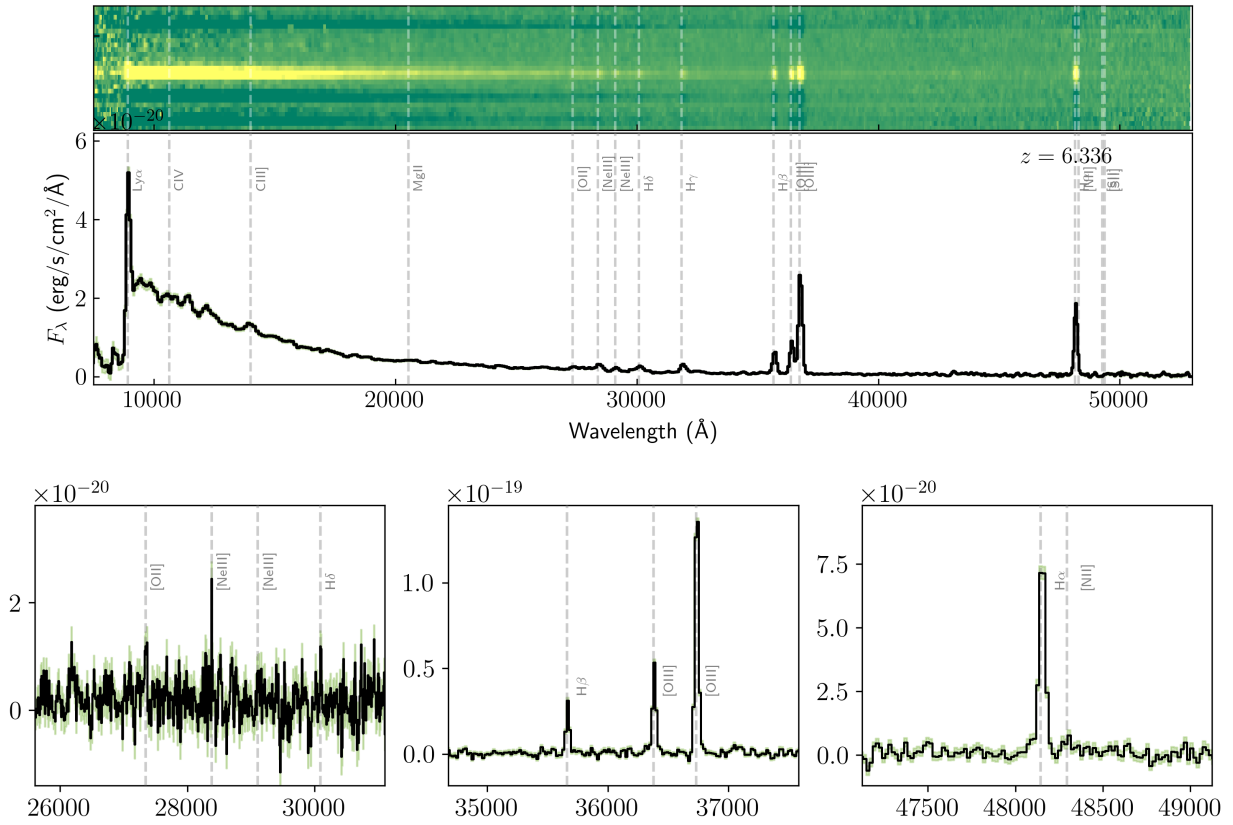 ×10⁻²⁰
z = 6.336
6
4
2
0
F_λ (erg/s/cm²/Å)
Lyα
CIV
CIII]
MgII
[OII]
[NeIII]
[NeIII]
Hδ
Hγ
Hβ
[OIII]
[OIII]
Hα
[NII]
[SII]
10000 20000 30000 40000 50000
Wavelength (Å)
×10⁻²⁰
2
0
[OII]
[NeIII]
[NeIII]
Hδ
26000 28000 30000
×10⁻¹⁹
1.0
0.5
0.0
Hβ
[OIII]
[OIII]
35000 36000 37000
×10⁻²⁰
7.5
5.0
2.5
0.0
Hα
[NII]
47500 48000 48500 49000